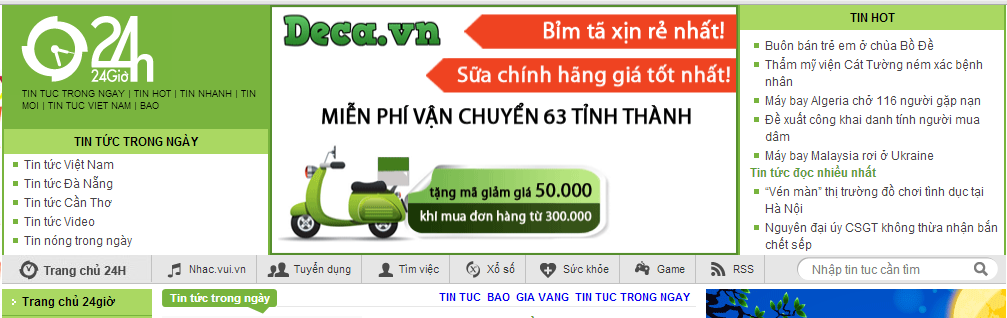 24h
24Giờ
TIN TUC TRONG NGAY | TIN HOT | TIN NHANH | TIN
MOI | TIN TUC VIET NAM | BAO
TIN TỨC TRONG NGÀY
Tin tức Việt Nam
Tin tức Đà Nẵng
Tin tức Cần Thơ
Tin tức Video
Tin nóng trong ngày
Deca.vn
Bỉm tã xịn rẻ nhất!
Sữa chính hãng giá tốt nhất!
MIỄN PHÍ VẬN CHUYỂN 63 TỈNH THÀNH
tặng mã giảm giá 50.000
khi mua đơn hàng từ 300.000
TIN HOT
Buôn bán trẻ em ở chùa Bồ Đề
Thẩm mỹ viện Cát Tường ném xác bệnh
nhân
Máy bay Algeria chở 116 người gặp nạn
Đề xuất công khai danh tính người mua
dâm
Máy bay Malaysia rơi ở Ukraine
Tin tức đọc nhiều nhất
"Vén màn" thị trường đồ chơi tình dục tại
Hà Nội
Nguyên đại úy CSGT không thừa nhận bắn
chết sếp
Trang chủ 24H Nhac.vui.vn Tuyển dụng Tìm việc Xổ số Sức khỏe Game RSS Nhập tin tuc cần tìm
Trang chủ 24giờ
Tin tức trong ngày
TIN TUC BAO GIA VANG TIN TUC TRONG NGAY